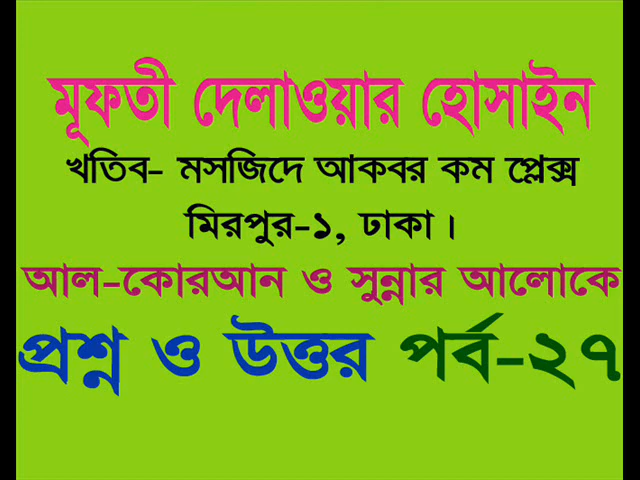 মূফতী দেলাওয়ার হোসাইন
খতিব- মসজিদে আকবর কম প্লেক্স
মিরপুর-১, ঢাকা।
আল-কোরআন ও সুন্নার আলোকে
প্রশ্ন ও উত্তর পর্ব-২৭